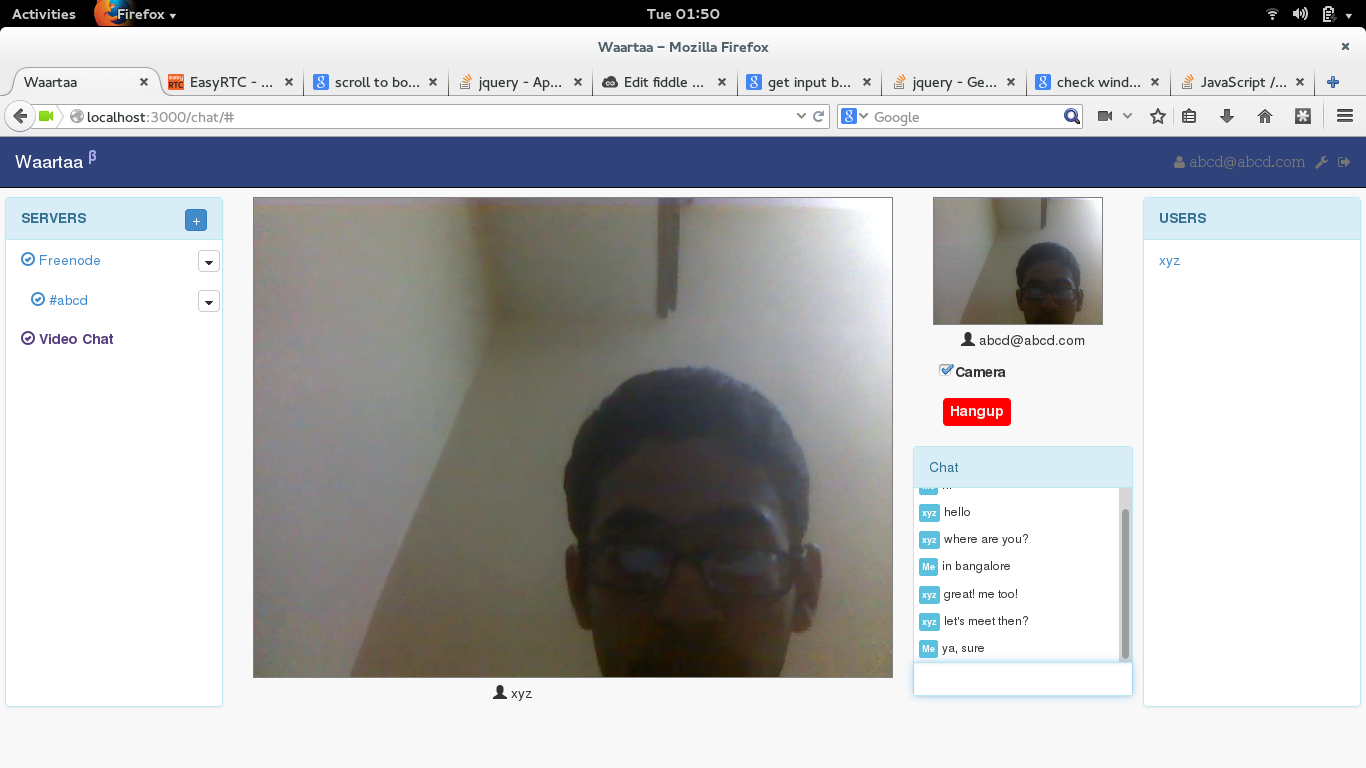 Activities Firefox Tue 01:50
Waartaa – Mozilla Firefox
Waartaa EasyRTC - ... scroll to bo... jquery - Ap... Edit fiddle ... get input b... jquery - Ge... check wind... JavaScript /...
localhost:3000/chat/# Google
Waartaa β abcd@abcd.com
SERVERS + USERS
Freenode xyz
#abcd
Video Chat abcd@abcd.com
Camera
Hangup
Chat
xyz hello
xyz where are you?
Me in bangalore
xyz great! me too!
xyz let's meet then?
Me ya, sure
xyz